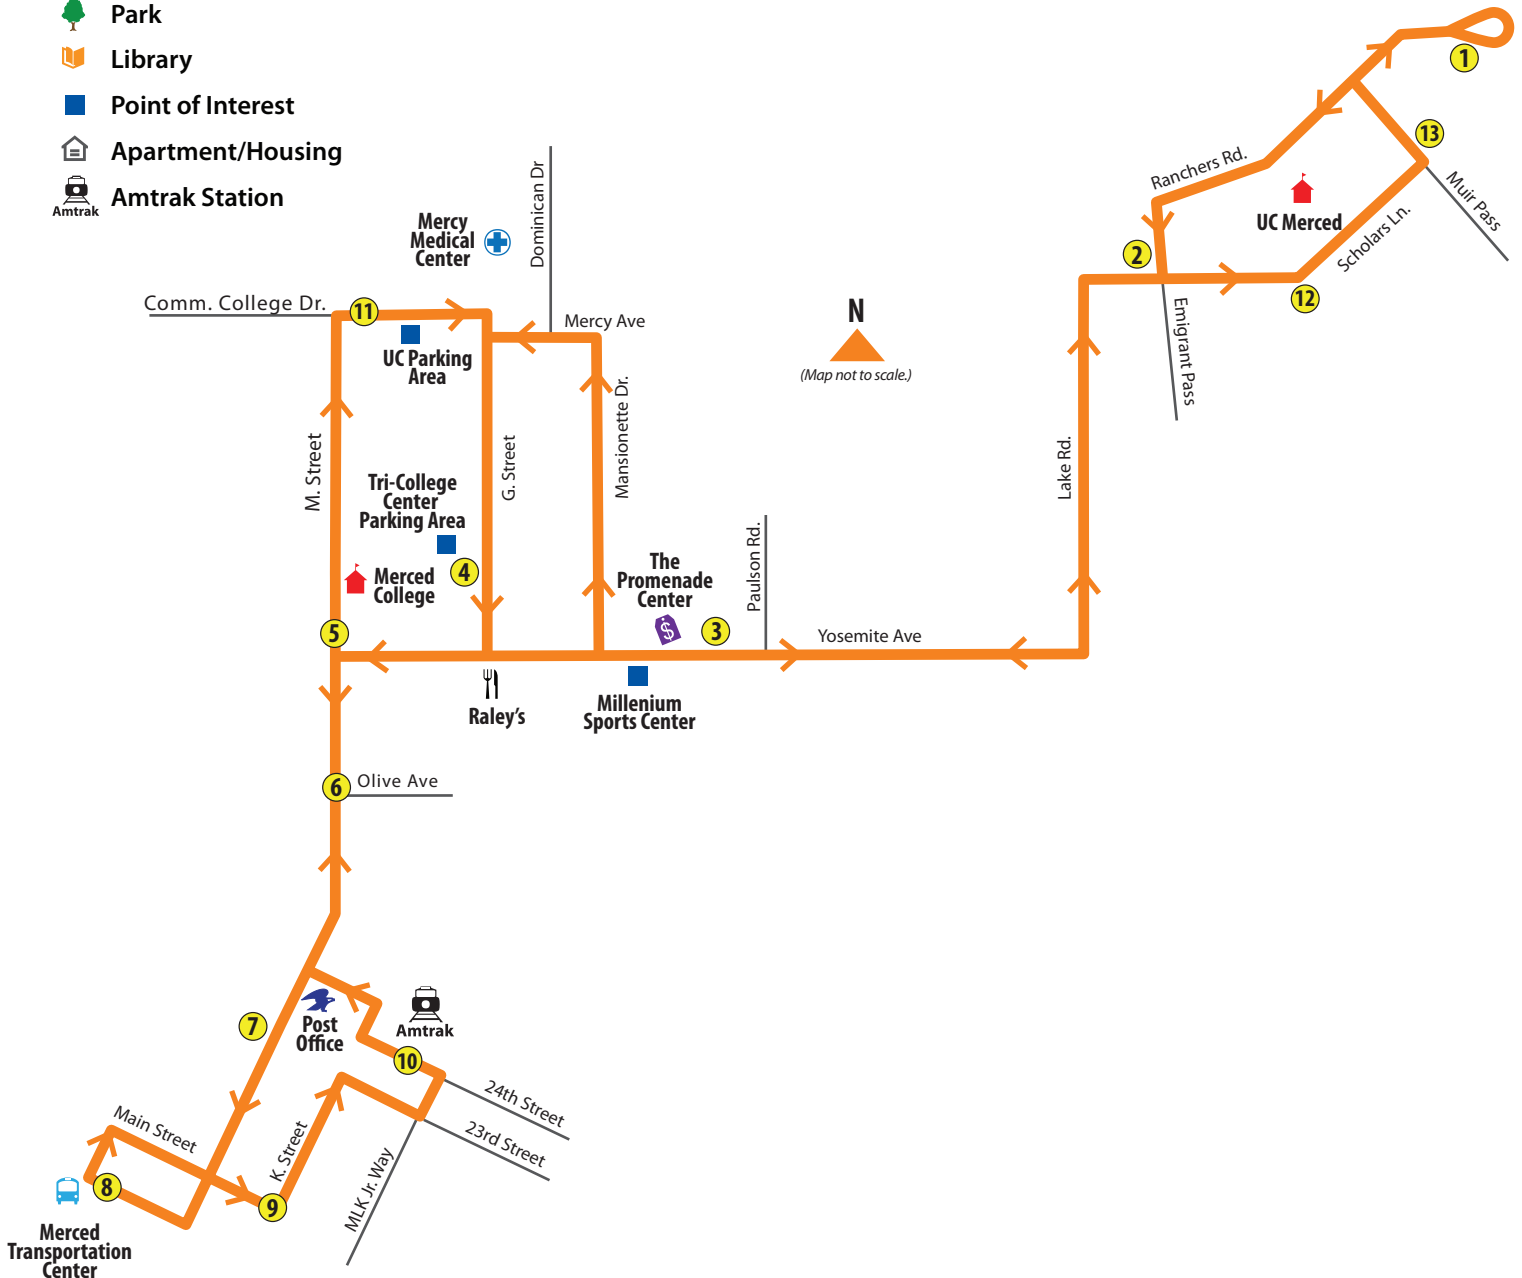 Park
Library
Point of Interest
Apartment/Housing
Amtrak
Amtrak Station
1
13
Ranchers Rd.
Muir Pass
UC Merced
Scholars Ln.
2
12
Emigrant Pass
Mercy
Medical
Center
Dominican Dr
Comm. College Dr.
11
Mercy Ave
UC Parking
Area
N
(Map not to scale.)
M. Street
G. Street
Mansionette Dr.
Lake Rd.
Tri-College
Center
Parking Area
4
Merced
College
The
Promenade
Center
$
3
Paulson Rd.
5
Yosemite Ave
Raley's
Millenium
Sports Center
6
Olive Ave
7
Post
Office
Amtrak
10
24th Street
23rd Street
Main Street
K. Street
MLK Jr. Way
8
9
Merced
Transportation
Center